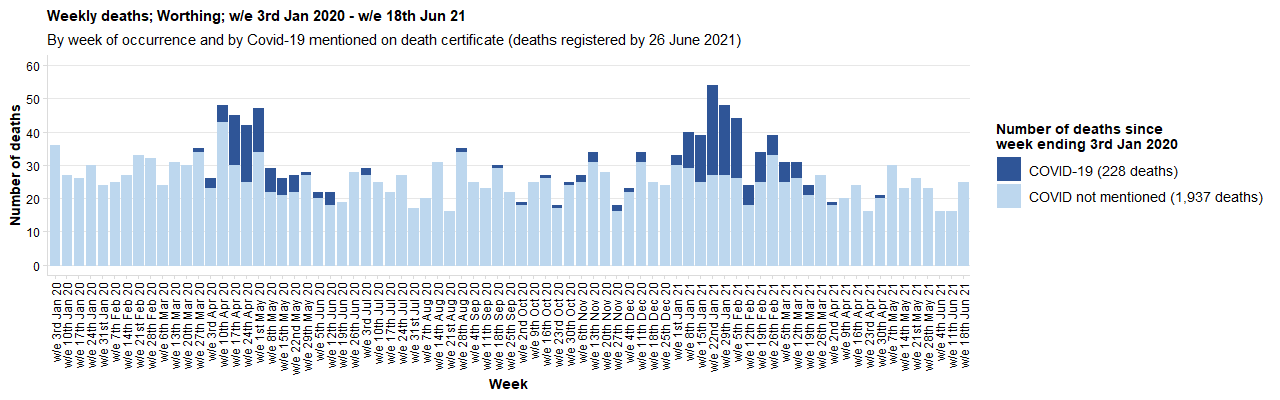 Weekly deaths; Worthing; w/e 3rd Jan 2020 - w/e 18th Jun 21
By week of occurrence and by Covid-19 mentioned on death certificate (deaths registered by 26 June 2021)
Number of deaths
60
50
40
30
20
10
0
w/e 3rd Jan 20
w/e 10th Jan 20
w/e 17th Jan 20
w/e 24th Jan 20
w/e 31st Jan 20
w/e 7th Feb 20
w/e 14th Feb 20
w/e 21st Feb 20
w/e 28th Feb 20
w/e 6th Mar 20
w/e 13th Mar 20
w/e 20th Mar 20
w/e 27th Mar 20
w/e 3rd Apr 20
w/e 10th Apr 20
w/e 17th Apr 20
w/e 24th Apr 20
w/e 1st May 20
w/e 8th May 20
w/e 15th May 20
w/e 22nd May 20
w/e 29th May 20
w/e 5th Jun 20
w/e 12th Jun 20
w/e 19th Jun 20
w/e 26th Jun 20
w/e 3rd Jul 20
w/e 10th Jul 20
w/e 17th Jul 20
w/e 24th Jul 20
w/e 31st Jul 20
w/e 7th Aug 20
w/e 14th Aug 20
w/e 21st Aug 20
w/e 28th Aug 20
w/e 4th Sep 20
w/e 11th Sep 20
w/e 18th Sep 20
w/e 25th Sep 20
w/e 2nd Oct 20
w/e 9th Oct 20
w/e 16th Oct 20
w/e 23rd Oct 20
w/e 30th Oct 20
w/e 6th Nov 20
w/e 13th Nov 20
w/e 20th Nov 20
w/e 27th Nov 20
w/e 4th Dec 20
w/e 11th Dec 20
w/e 18th Dec 20
w/e 25th Dec 20
w/e 1st Jan 21
w/e 8th Jan 21
w/e 15th Jan 21
w/e 22nd Jan 21
w/e 29th Jan 21
w/e 5th Feb 21
w/e 12th Feb 21
w/e 19th Feb 21
w/e 26th Feb 21
w/e 5th Mar 21
w/e 12th Mar 21
w/e 19th Mar 21
w/e 26th Mar 21
w/e 2nd Apr 21
w/e 9th Apr 21
w/e 16th Apr 21
w/e 23rd Apr 21
w/e 30th Apr 21
w/e 7th May 21
w/e 14th May 21
w/e 21st May 21
w/e 28th May 21
w/e 4th Jun 21
w/e 11th Jun 21
w/e 18th Jun 21
Week
Number of deaths since
week ending 3rd Jan 2020
COVID-19 (228 deaths)
COVID not mentioned (1,937 deaths)